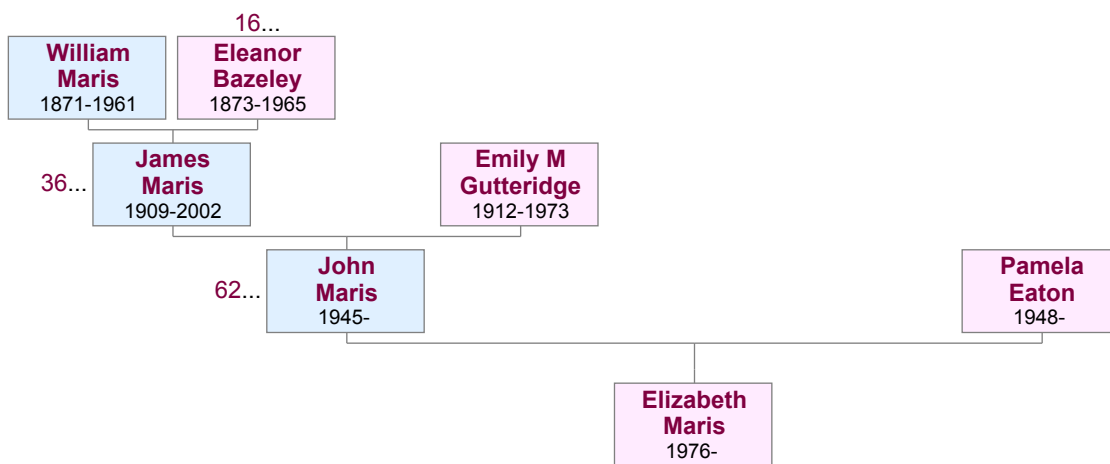 16...
William
Maris
1871-1961
Eleanor
Bazeley
1873-1965
36...
James
Maris
1909-2002
Emily M
Gutteridge
1912-1973
62...
John
Maris
1945-
Pamela
Eaton
1948-
Elizabeth
Maris
1976-